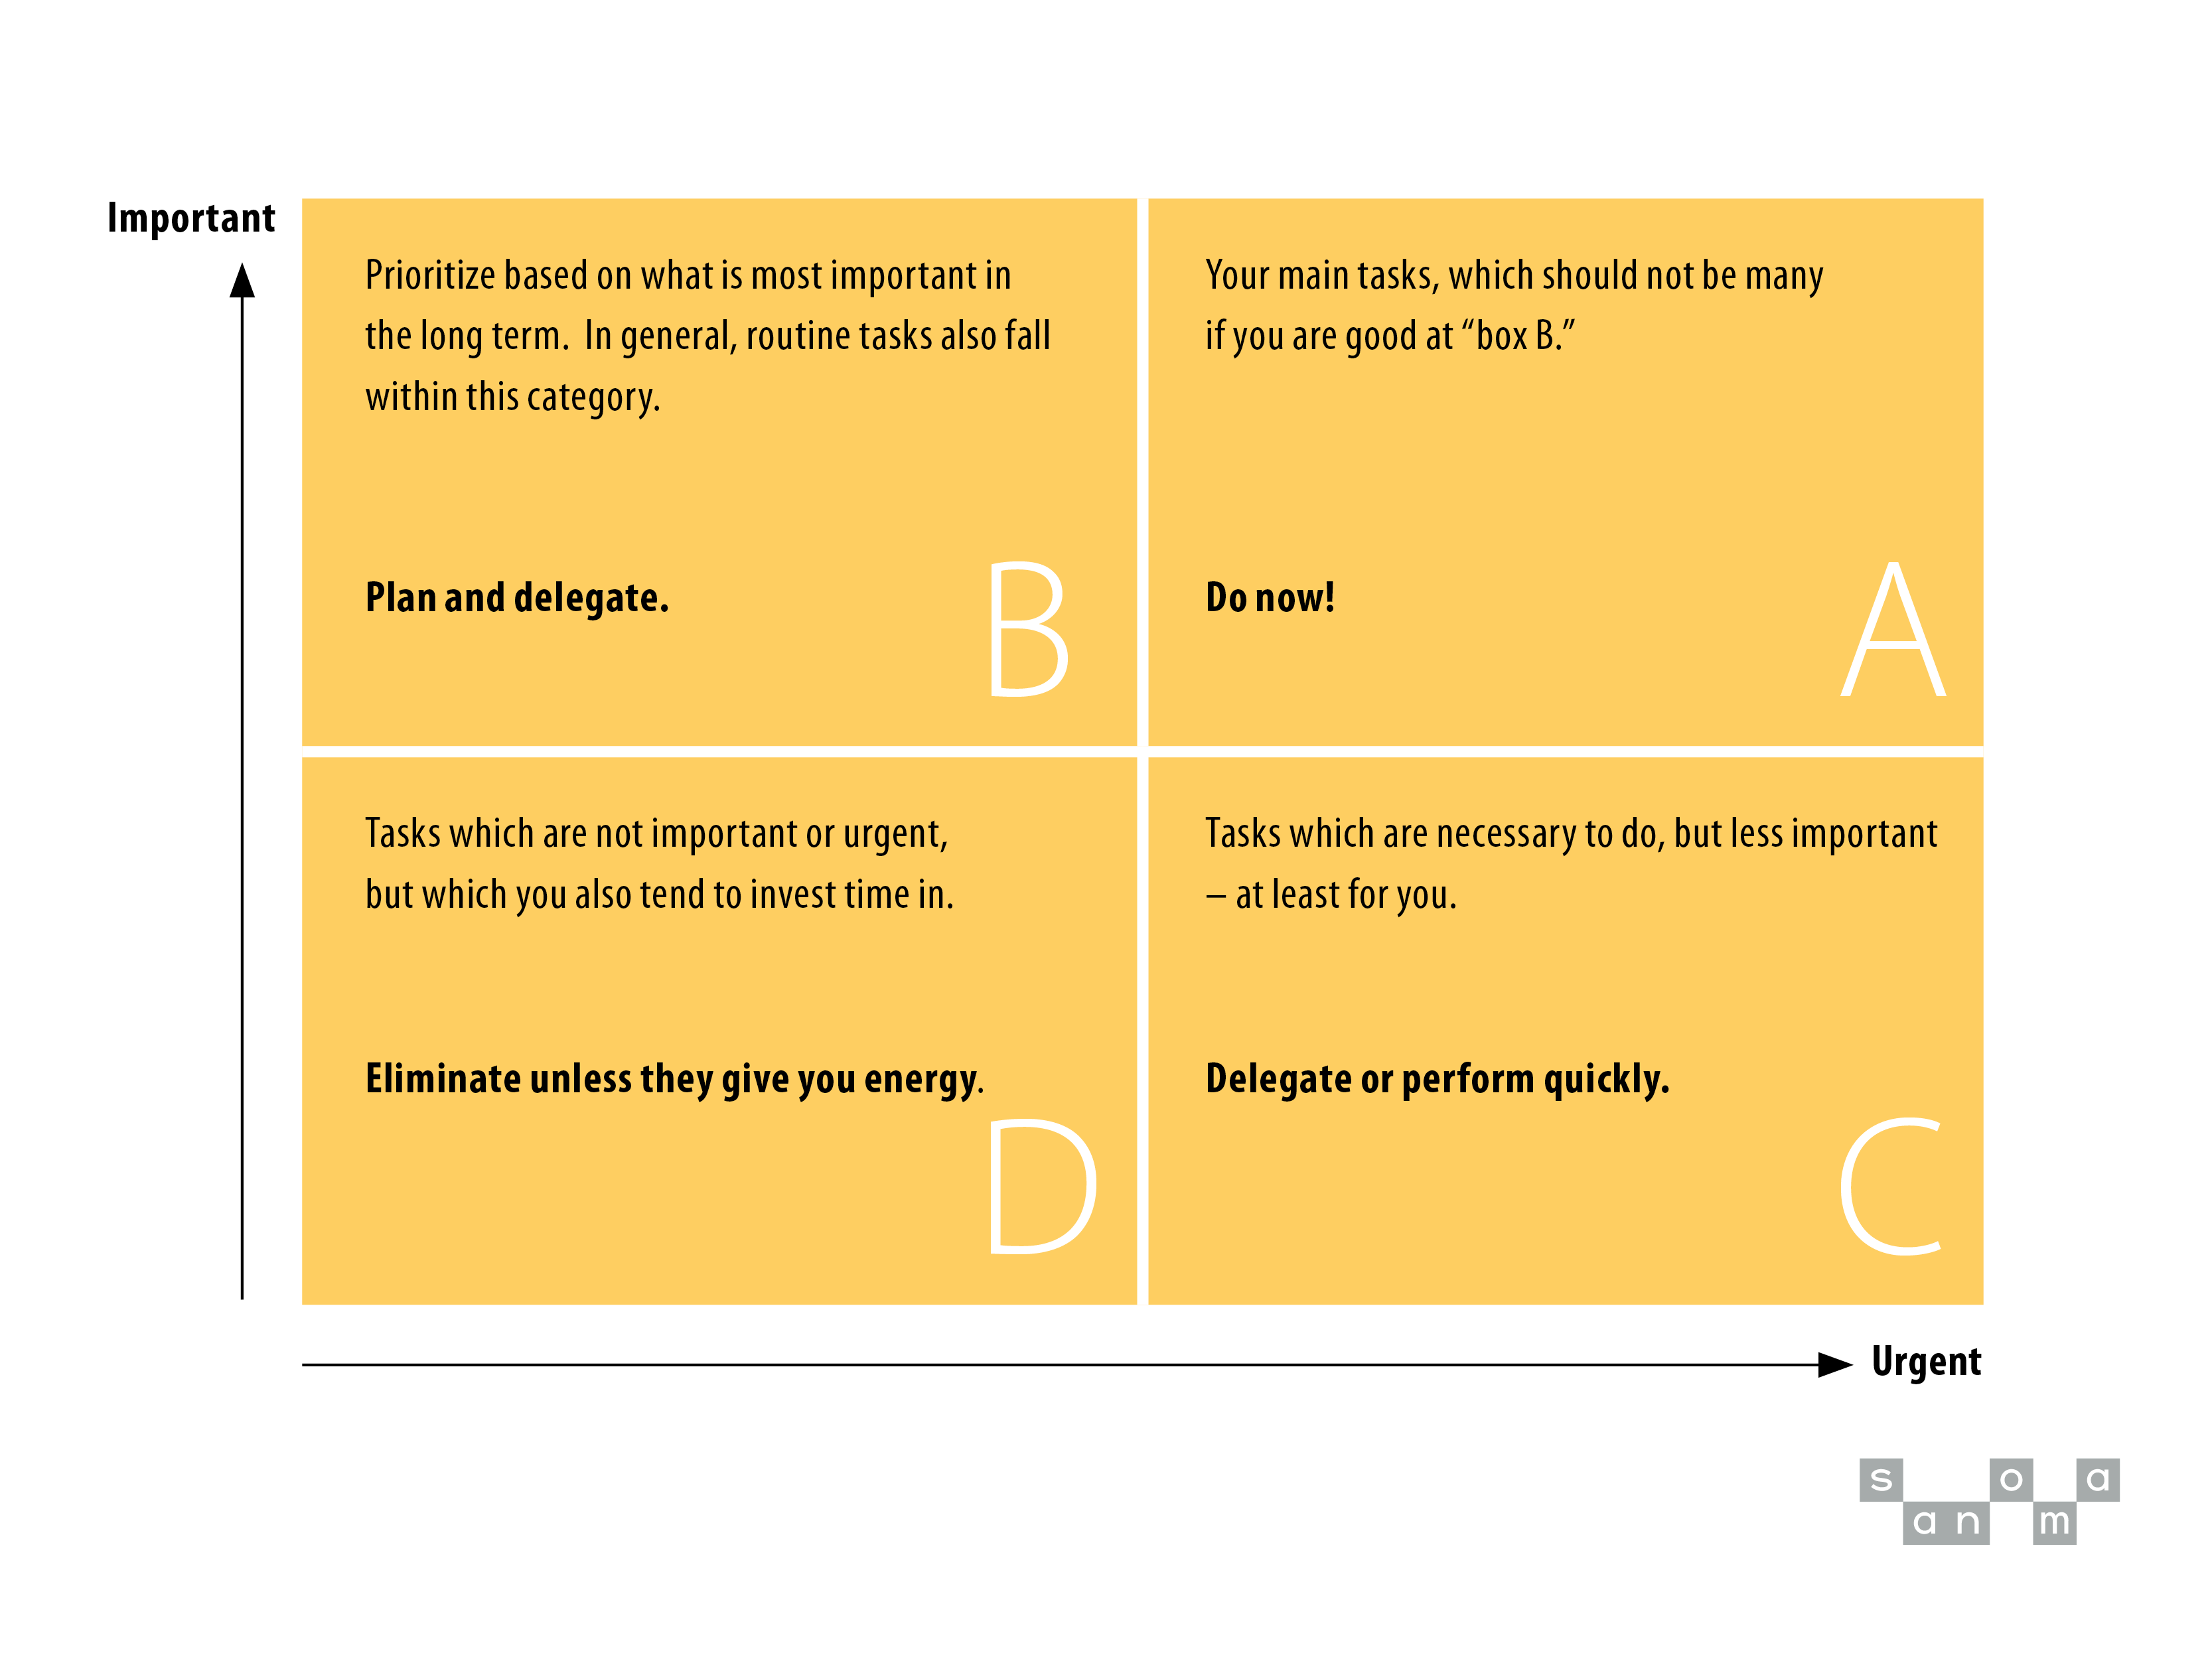 Important
Prioritize based on what is most important in
the long term.  In general, routine tasks also fall
within this category.
Plan and delegate.
B
Your main tasks, which should not be many
if you are good at “box B.”
Do now!
A
Tasks which are not important or urgent,
but which you also tend to invest time in.
Eliminate unless they give you energy.
D
Tasks which are necessary to do, but less important
– at least for you.
Delegate or perform quickly.
C
Urgent
sanoma